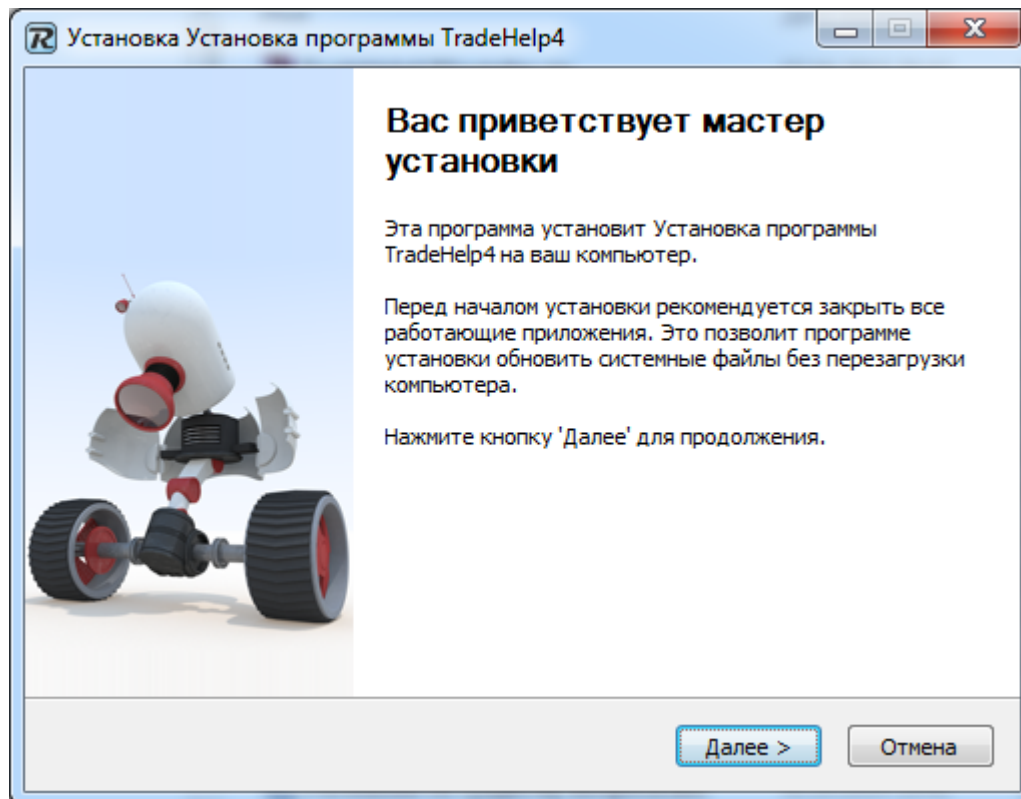 R Установка Установка программы TradeHelp4
Вас приветствует мастер
установки
Эта программа установит Установка программы
TradeHelp4 на ваш компьютер.
Перед началом установки рекомендуется закрыть все
работающие приложения. Это позволит программе
установки обновить системные файлы без перезагрузки
компьютера.
Нажмите кнопку 'Далее' для продолжения.
Далее >
Отмена